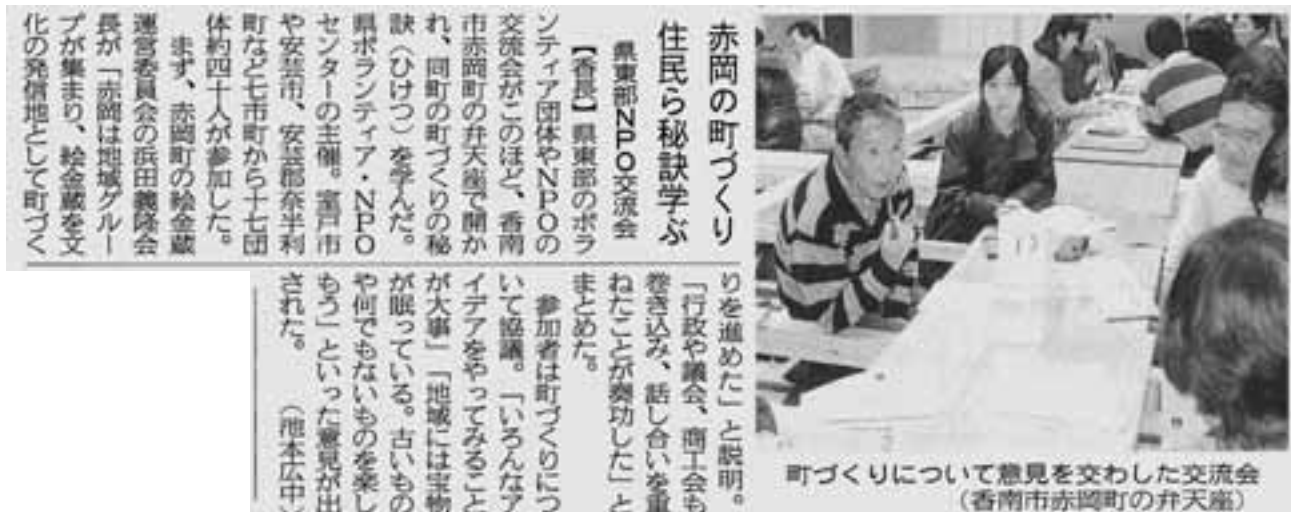 赤岡の町づくり
住民ら秘訣学ぶ
県東部NPO交流会
【香長】県東部のボラ
ンティア団体やNPOの
交流会がこのほど、香南
市赤岡町の弁天座で開か
れ、同町の町づくりの秘
訣（ひけつ）を学んだ。
県ボランティア・NPO
センターの主催。室戸市
や安芸市、安芸郡奈半利
町など七市町から十七団
体約四十人が参加した。
まず、赤岡町の絵金蔵
運営委員会の浜田義隆会
長が「赤岡は地域グルー
プが集まり、絵金蔵を文
化の発信地として町づく
りを進めた」と説明。
「行政や議会、商工会も
巻き込み、話し合いを重
ねたことが奏功した」と
まとめた。
参加者は町づくりにつ
いて協議。「いろんなア
イデアをやってみること
が大事」「地域には宝物
が眠っている。古いもの
や何でもないものを楽し
もう」といった意見が出
された。（池本広中）
町づくりについて意見を交わした交流会
（香南市赤岡町の弁天座）